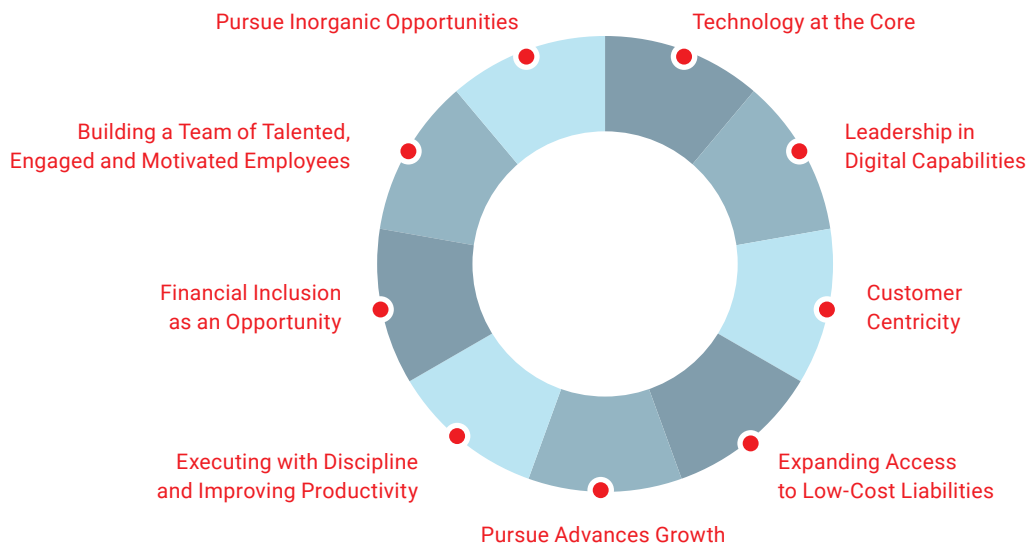 Pursue Inorganic Opportunities
Technology at the Core
Building a Team of Talented,
Engaged and Motivated Employees
Leadership in
Digital Capabilities
Financial Inclusion
as an Opportunity
Customer
Centricity
Executing with Discipline
and Improving Productivity
Expanding Access
to Low-Cost Liabilities
Pursue Advances Growth